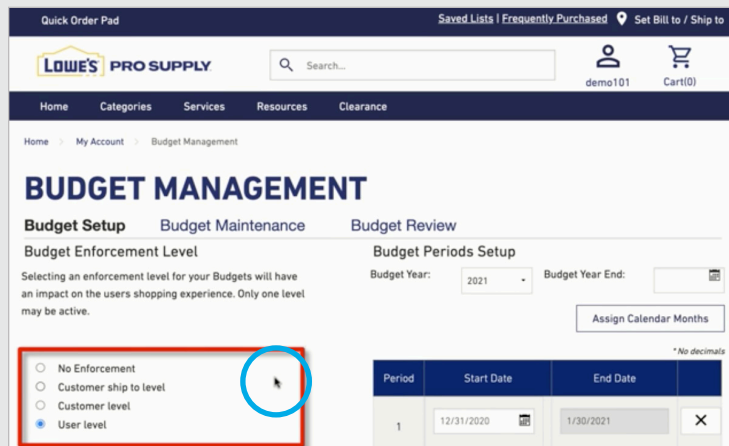 Quick Order Pad
Saved Lists | Frequently Purchased Set Bill to / Ship to
LOWE'S PRO SUPPLY
Search...
demo101
Cart(0)
Home Categories Services Resources Clearance
Home > My Account > Budget Management
BUDGET MANAGEMENT
Budget Setup Budget Maintenance Budget Review
Budget Enforcement Level
Selecting an enforcement level for your Budgets will have
an impact on the users shopping experience. Only one level
may be active.
No Enforcement
Customer ship to level
Customer level
User level
Budget Periods Setup
Budget Year: 2021 Budget Year End:
Assign Calendar Months
*No decimals
Period Start Date End Date
1 12/31/2020 1/30/2021 X